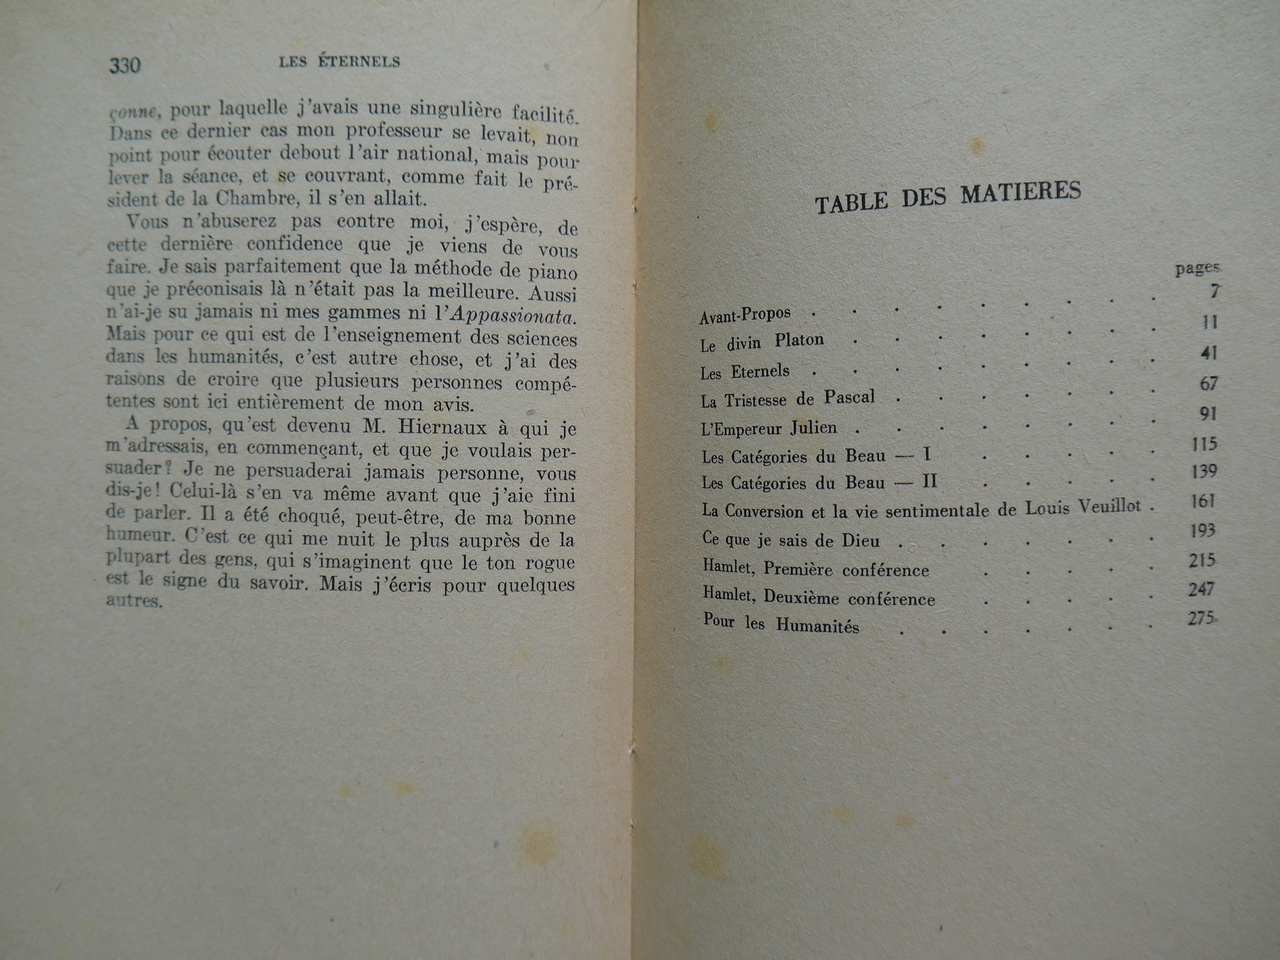 330
LES ÉTERNELS
çonne, pour laquelle j'avais une singulière facilité.
Dans ce dernier cas mon professeur se levait, non
point pour écouter debout l'air national, mais pour
lever la séance, et se couvrant, comme fait le pré-
sident de la Chambre, il s'en allait.
Vous n'abuserez pas contre moi, j'espère, de
cette dernière confidence que je viens de vous
faire. Je sais parfaitement que la méthode de piano
que je préconisais là n'était pas la meilleure. Aussi
n'ai-je su jamais ni mes gammes ni l'Appassionata.
Mais pour ce qui est de l'enseignement des sciences
dans les humanités, c'est autre chose, et j'ai des
raisons de croire que plusieurs personnes compé-
tentes sont ici entièrement de mon avis.
A propos, qu'est devenu M. Hiernaux à qui je
m'adressais, en commençant, et que je voulais per-
suader? Je ne persuaderai jamais personne, vous
dis-je! Celui-là s'en va même avant que j'aie fini
de parler. Il a été choqué, peut-être, de ma bonne
humeur. C'est ce qui me nuit le plus auprès de la
plupart des gens, qui s'imaginent que le ton rogue
est le signe du savoir. Mais j'écris pour quelques
autres.
TABLE DES MATIERES
pages
Avant-Propos . . . . . . . . . 7
Le divin Platon . . . . . . . . 11
Les Eternels . . . . . . . . . 41
La Tristesse de Pascal . . . . . . . 67
L'Empereur Julien . . . . . . . . 91
Les Catégories du Beau — I . . . . . 115
Les Catégories du Beau — II . . . . . 139
La Conversion et la vie sentimentale de Louis Veuillot . 161
Ce que je sais de Dieu . . . . . . . 193
Hamlet, Première conférence . . . . . 215
Hamlet, Deuxième conférence . . . . . 247
Pour les Humanités . . . . . . . 275